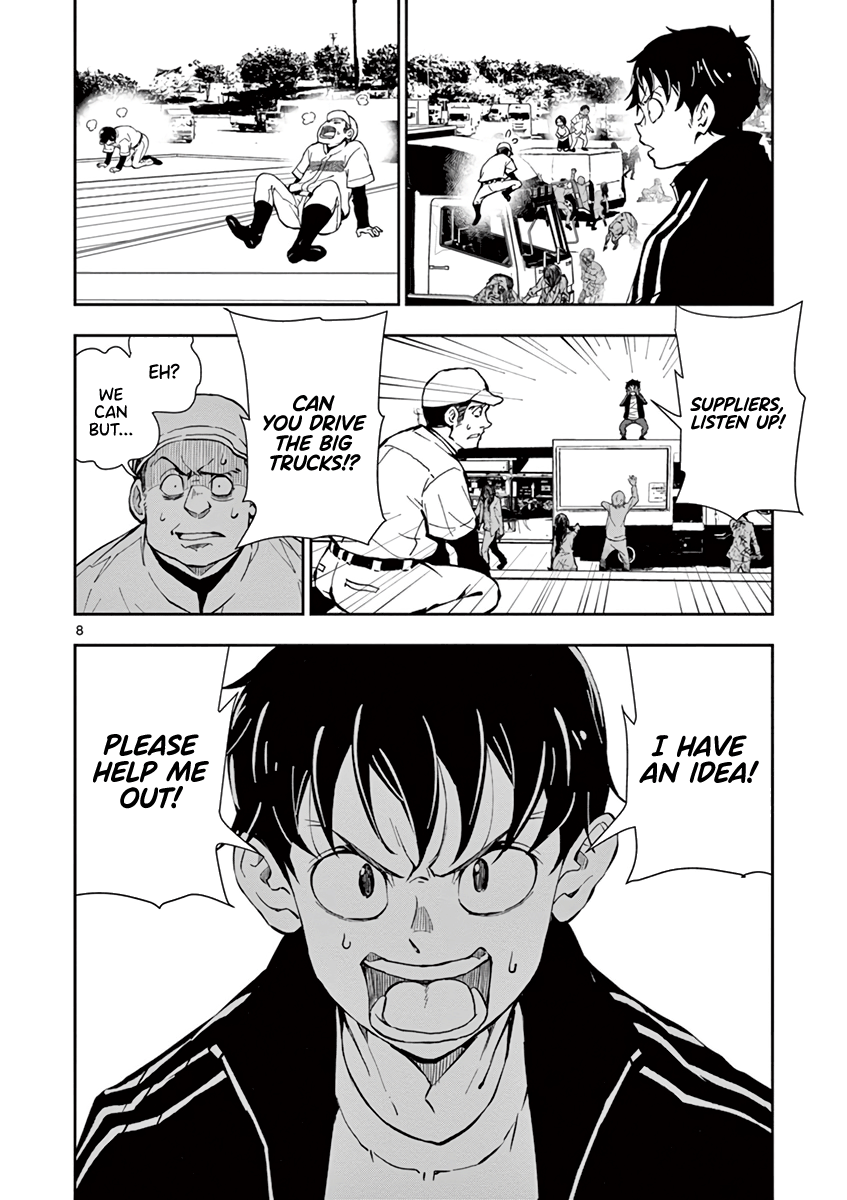 SUPPLIERS,
LISTEN UP!
CAN
YOU DRIVE
THE BIG
TRUCKS!?
EH?
WE
CAN
BUT...
8
I HAVE
AN IDEA!
PLEASE
HELP ME
OUT!